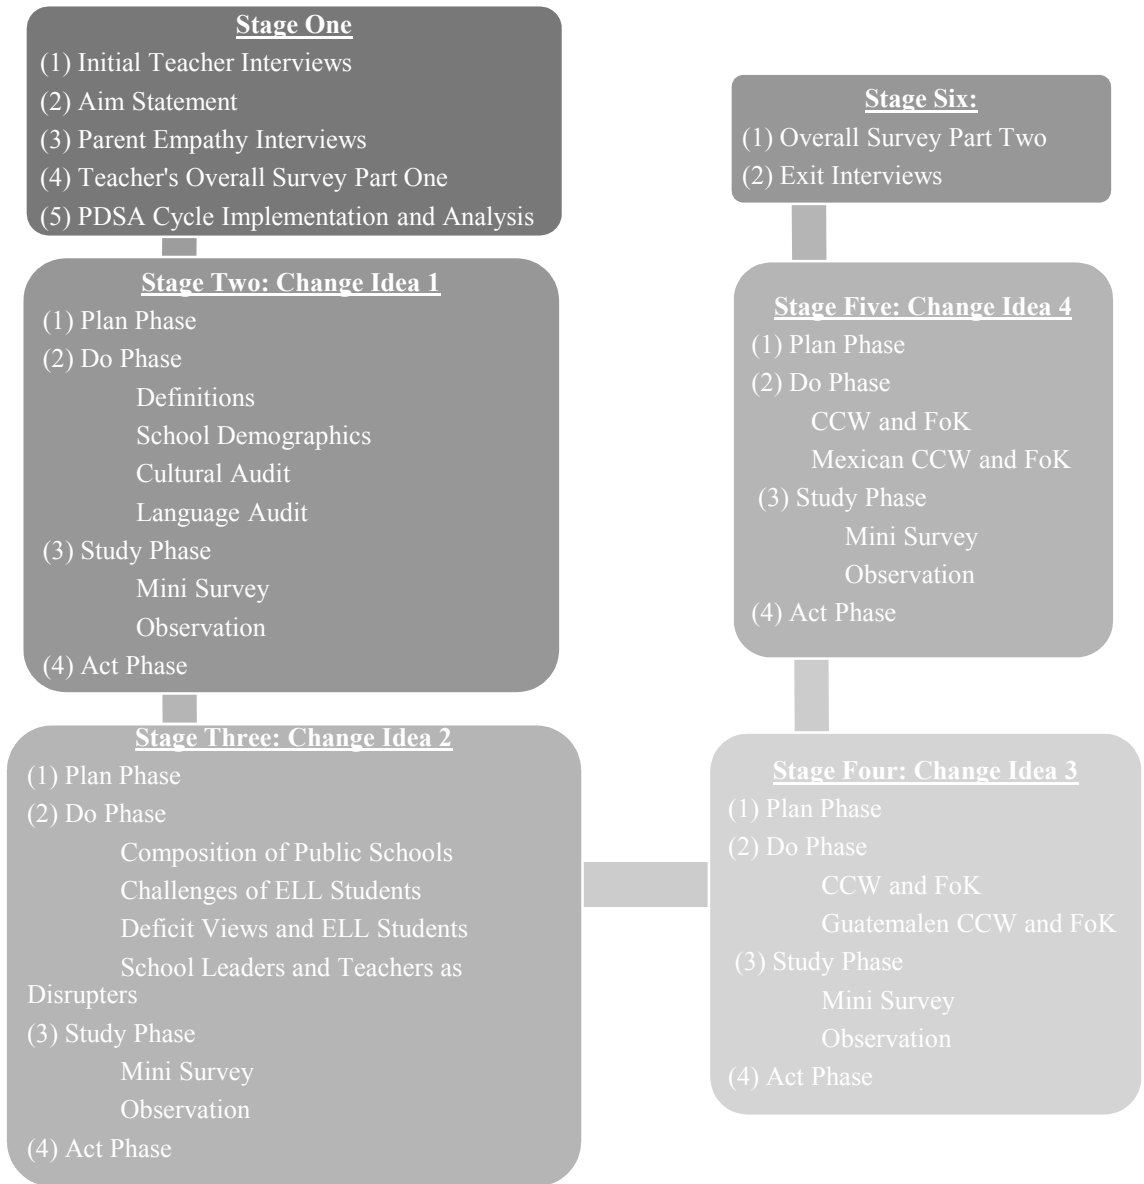 Stage One
(1) Initial Teacher Interviews
(2) Aim Statement
(3) Parent Empathy Interviews
(4) Teacher's Overall Survey Part One
(5) PDSA Cycle Implementation and Analysis
Stage Two: Change Idea 1
(1) Plan Phase
(2) Do Phase
Definitions
School Demographics
Cultural Audit
Language Audit
(3) Study Phase
Mini Survey
Observation
(4) Act Phase
Stage Three: Change Idea 2
(1) Plan Phase
(2) Do Phase
Composition of Public Schools
Challenges of ELL Students
Deficit Views and ELL Students
School Leaders and Teachers as
Disrupters
(3) Study Phase
Mini Survey
Observation
(4) Act Phase
Stage Four: Change Idea 3
(1) Plan Phase
(2) Do Phase
CCW and FoK
Guatemalen CCW and FoK
(3) Study Phase
Mini Survey
Observation
(4) Act Phase
Stage Five: Change Idea 4
(1) Plan Phase
(2) Do Phase
CCW and FoK
Mexican CCW and FoK
(3) Study Phase
Mini Survey
Observation
(4) Act Phase
Stage Six:
(1) Overall Survey Part Two
(2) Exit Interviews